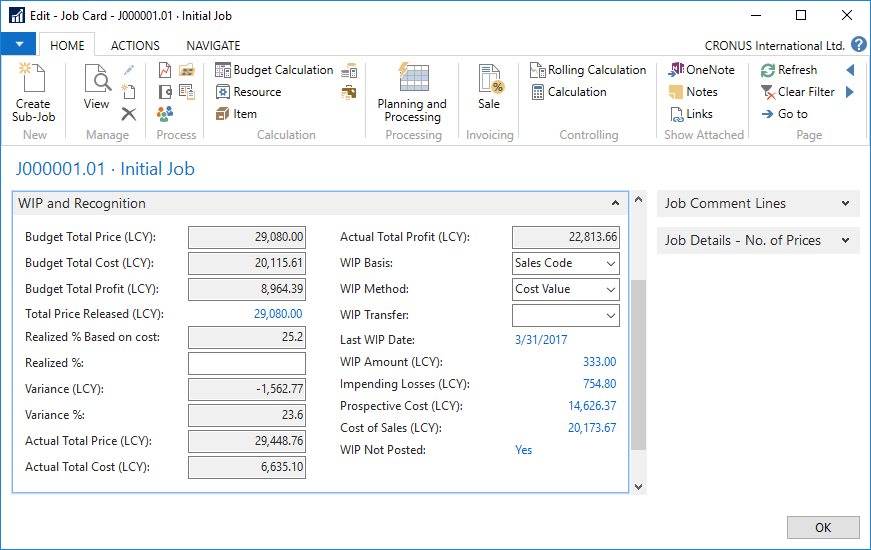 Edit - Job Card - J000001.01 · Initial Job
HOME
ACTIONS
NAVIGATE
CRONUS International Ltd.
?
Create
Sub-Job
New
View
Manage
Process
Budget Calculation
Resource
Item
Calculation
Planning and
Processing
Processing
Sale
Invoicing
Rolling Calculation
Calculation
Controlling
OneNote
Notes
Links
Show Attached
Refresh
Clear Filter
Go to
Page
J000001.01 · Initial Job
WIP and Recognition
Budget Total Price (LCY): 29,080.00
Budget Total Cost (LCY): 20,115.61
Budget Total Profit (LCY): 8,964.39
Total Price Released (LCY): 29,080.00
Realized % Based on cost: 25.2
Realized %:
Variance (LCY): -1,562.77
Variance %: 23.6
Actual Total Price (LCY): 29,448.76
Actual Total Cost (LCY): 6,635.10
Actual Total Profit (LCY): 22,813.66
WIP Basis: Sales Code
WIP Method: Cost Value
WIP Transfer:
Last WIP Date: 3/31/2017
WIP Amount (LCY): 333.00
Impending Losses (LCY): 754.80
Prospective Cost (LCY): 14,626.37
Cost of Sales (LCY): 20,173.67
WIP Not Posted: Yes
Job Comment Lines
Job Details - No. of Prices
OK